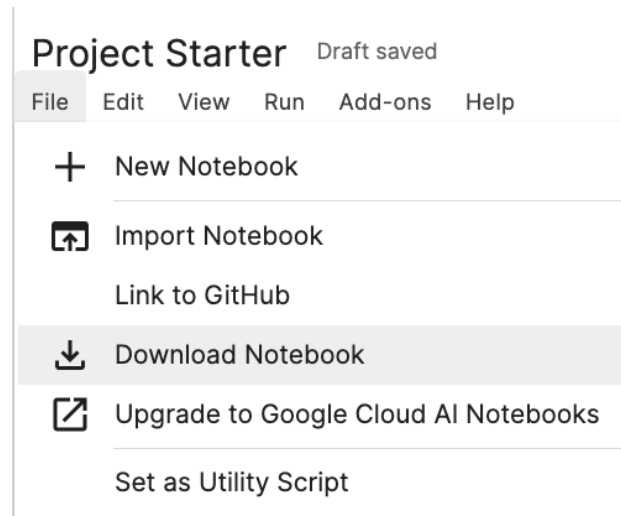 Project Starter Draft saved
File Edit View Run Add-ons Help
New Notebook
Import Notebook
Link to GitHub
Download Notebook
Upgrade to Google Cloud AI Notebooks
Set as Utility Script